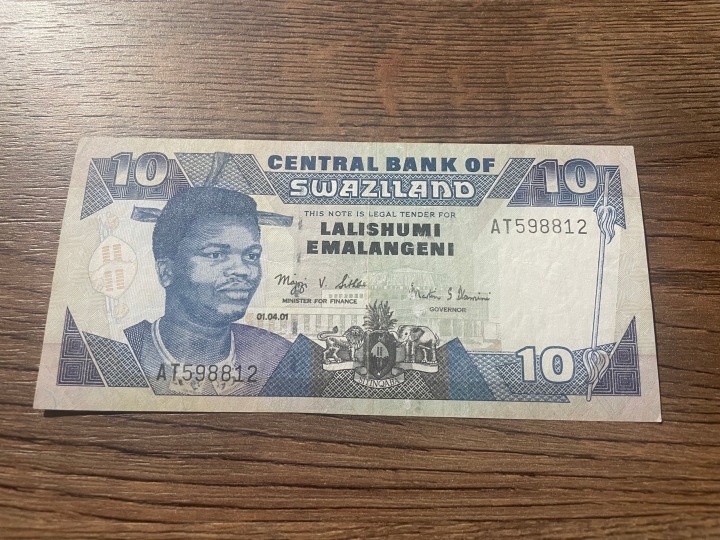 10
CENTRAL BANK OF
SWAZILAND
10
THIS NOTE IS LEGAL TENDER FOR
LALISHUMI
EMALANGENI
AT598812
MINISTER FOR FINANCE
GOVERNOR
01.04.01
AT598812
10